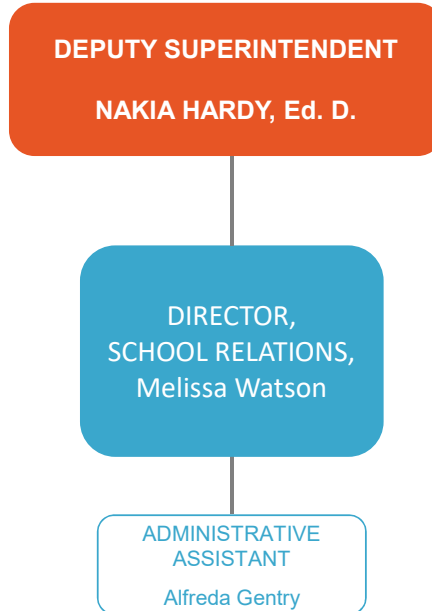 DEPUTY SUPERINTENDENT
NAKIA HARDY, Ed. D.
DIRECTOR,
SCHOOL RELATIONS,
Melissa Watson
ADMINISTRATIVE
ASSISTANT
Alfreda Gentry